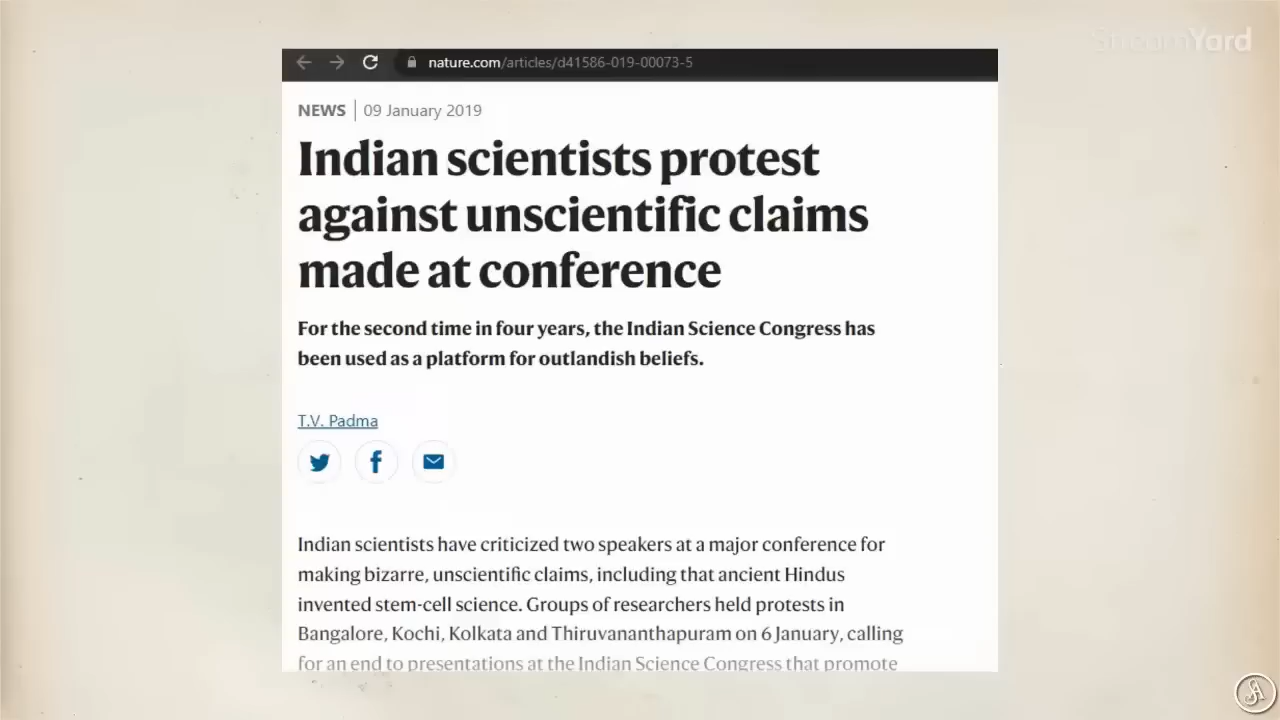 StreamYard
nature.com/articles/d41586-019-00073-5
NEWS | 09 January 2019
Indian scientists protest
against unscientific claims
made at conference
For the second time in four years, the Indian Science Congress has
been used as a platform for outlandish beliefs.
T.V. Padma
Indian scientists have criticized two speakers at a major conference for
making bizarre, unscientific claims, including that ancient Hindus
invented stem-cell science. Groups of researchers held protests in
Bangalore, Kochi, Kolkata and Thiruvananthapuram on 6 January, calling
for an end to presentations at the Indian Science Congress that promote